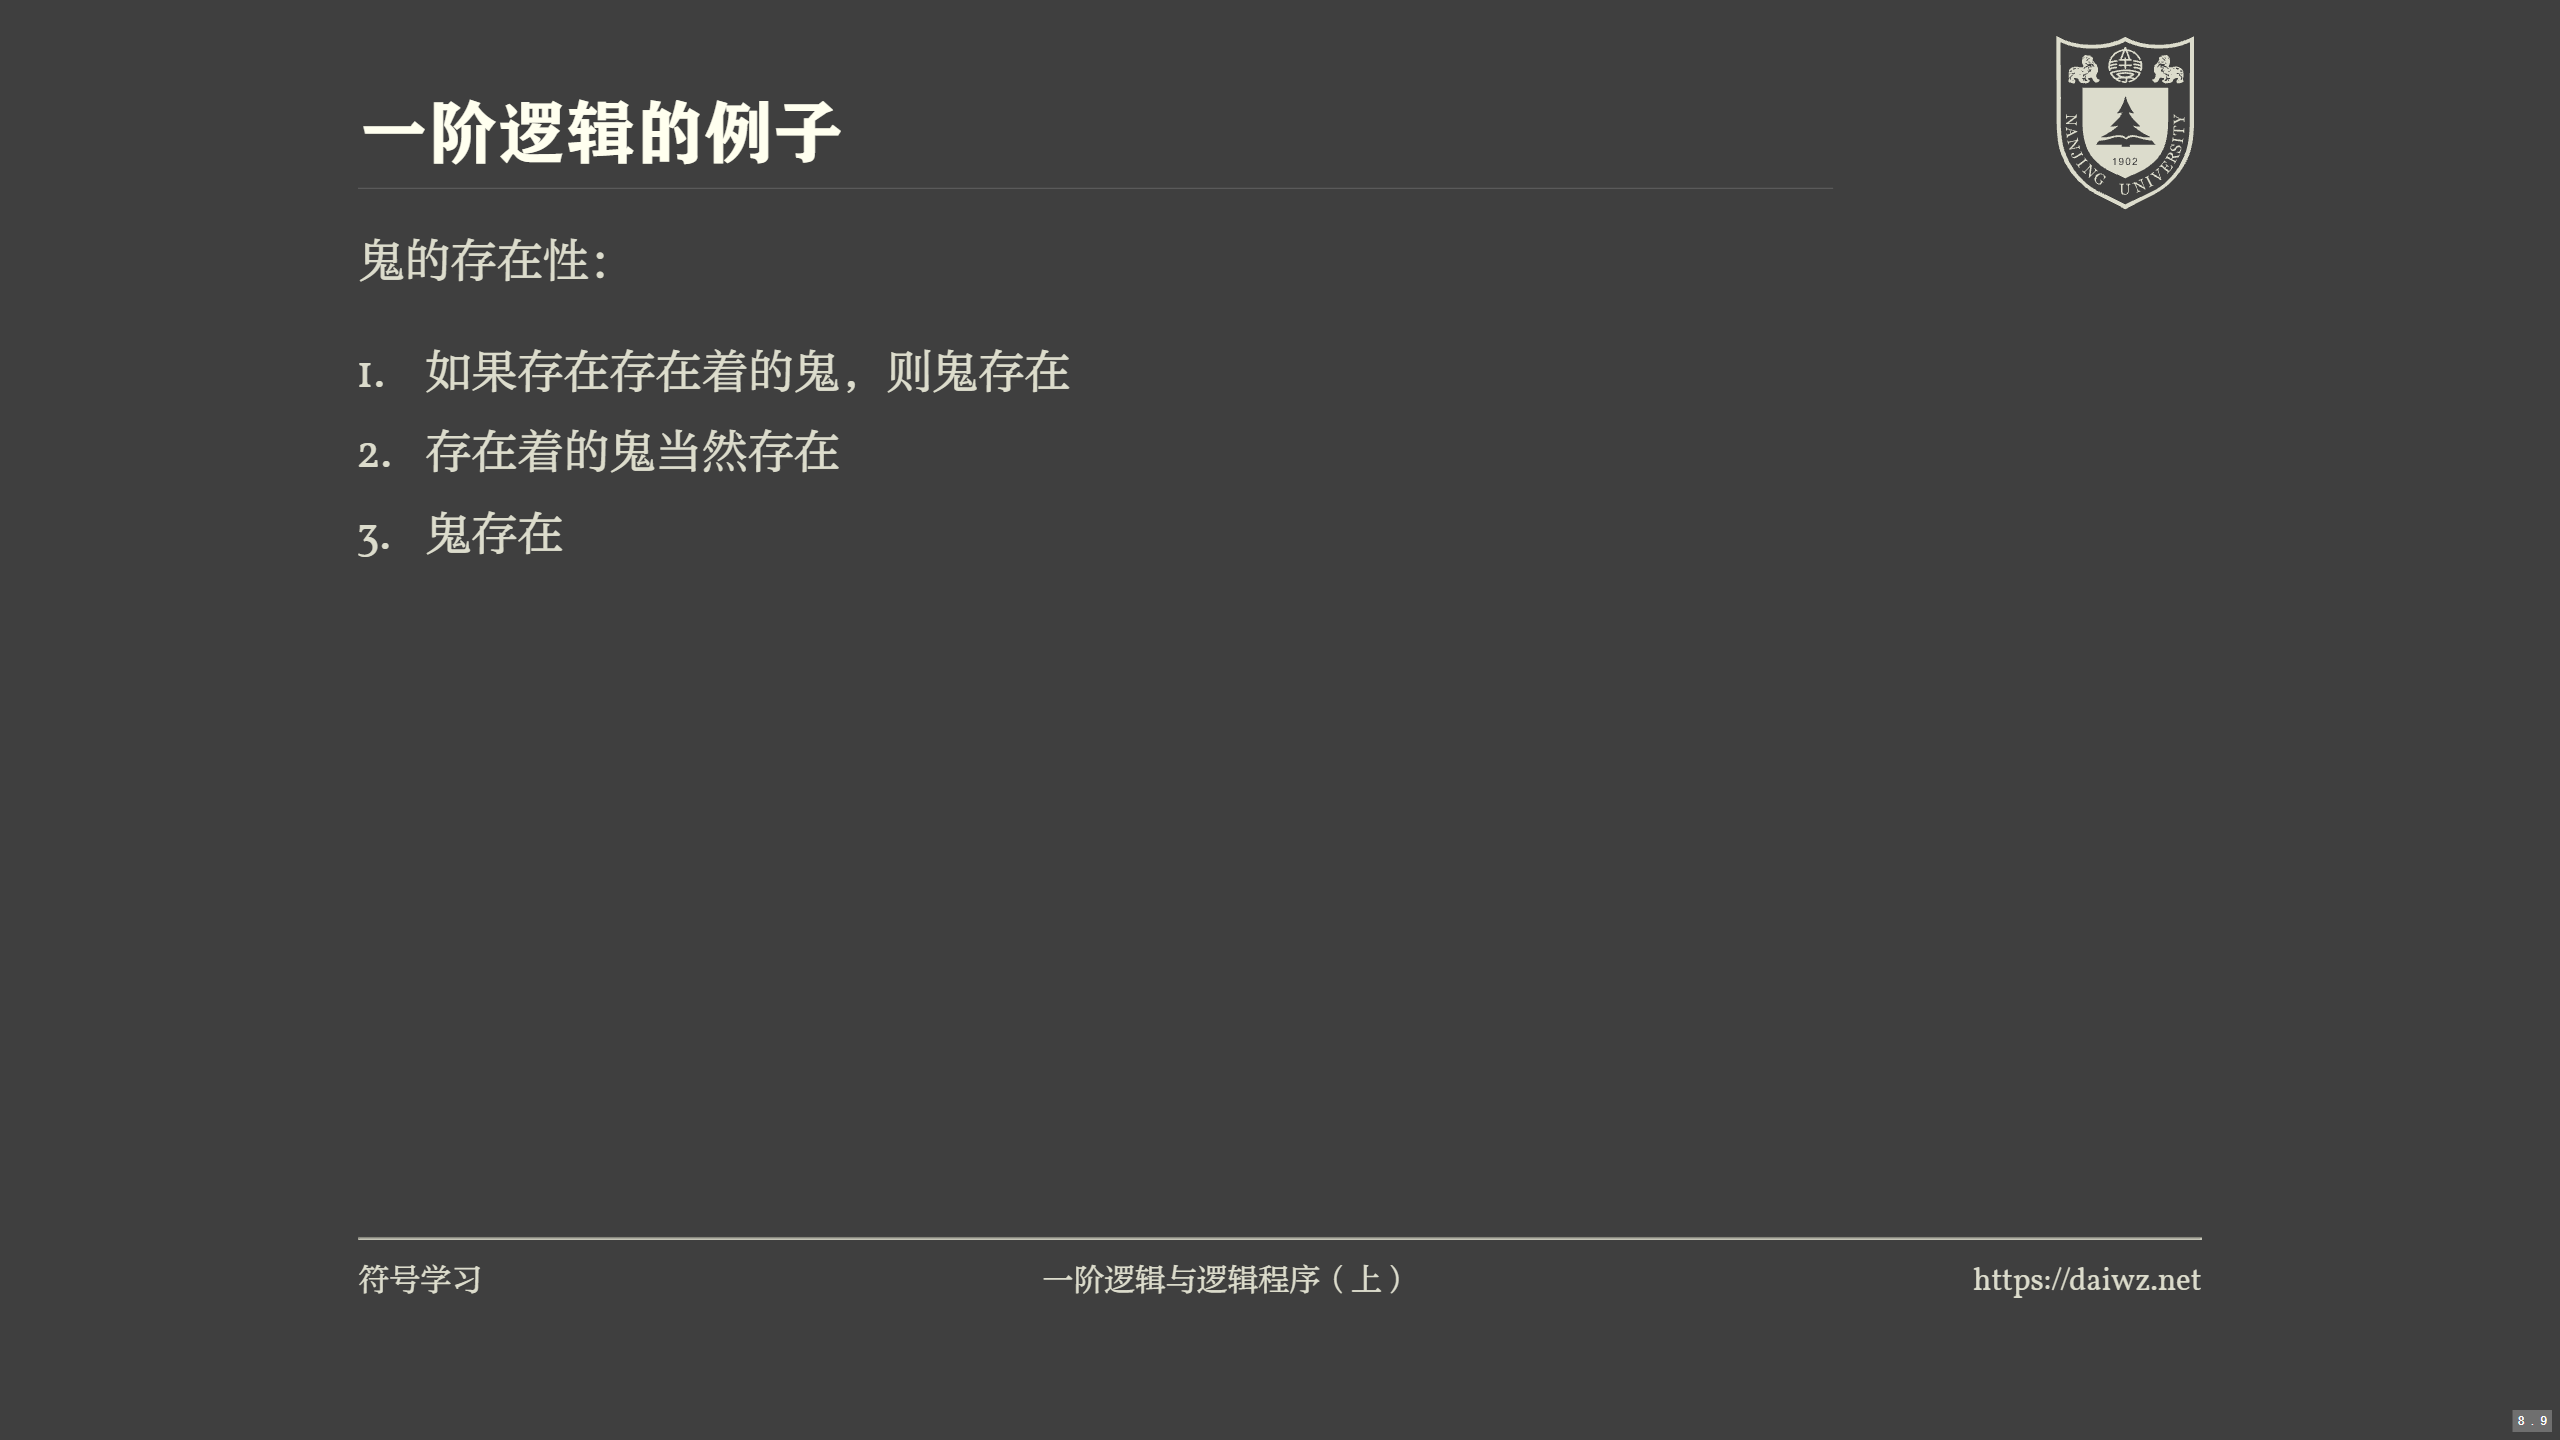 一阶逻辑的例子
NANJING UNIVERSITY
1902
鬼的存在性：
1. 如果存在存在着的鬼，则鬼存在
2. 存在着的鬼当然存在
3. 鬼存在
符号学习
一阶逻辑与逻辑程序（上）
https://daiwz.net
8 . 9